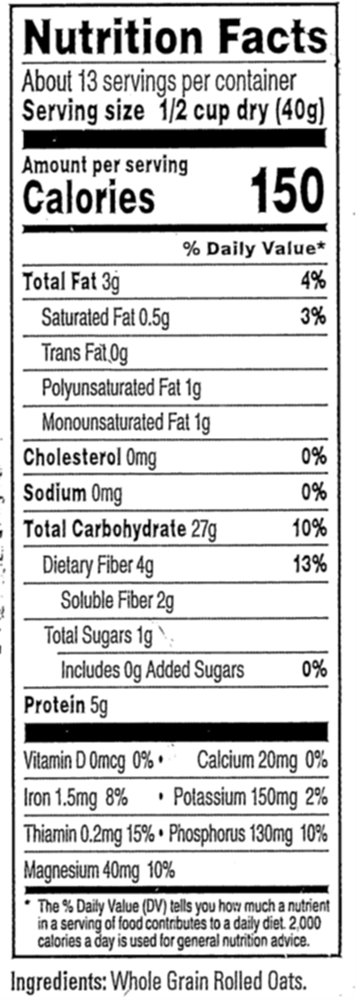 Nutrition Facts
About 13 servings per container
Serving size 1/2 cup dry (40g)
Amount per serving
Calories 150
% Daily Value*
Total Fat 3g 4%
Saturated Fat 0.5g 3%
Trans Fat 0g
Polyunsaturated Fat 1g
Monounsaturated Fat 1g
Cholesterol 0mg 0%
Sodium 0mg 0%
Total Carbohydrate 27g 10%
Dietary Fiber 4g 13%
Soluble Fiber 2g
Total Sugars 1g
Includes 0g Added Sugars 0%
Protein 5g
Vitamin D 0mcg 0% • Calcium 20mg 0%
Iron 1.5mg 8% • Potassium 150mg 2%
Thiamin 0.2mg 15% • Phosphorus 130mg 10%
Magnesium 40mg 10%
* The % Daily Value (DV) tells you how much a nutrient
in a serving of food contributes to a daily diet. 2,000
calories a day is used for general nutrition advice.
Ingredients: Whole Grain Rolled Oats.